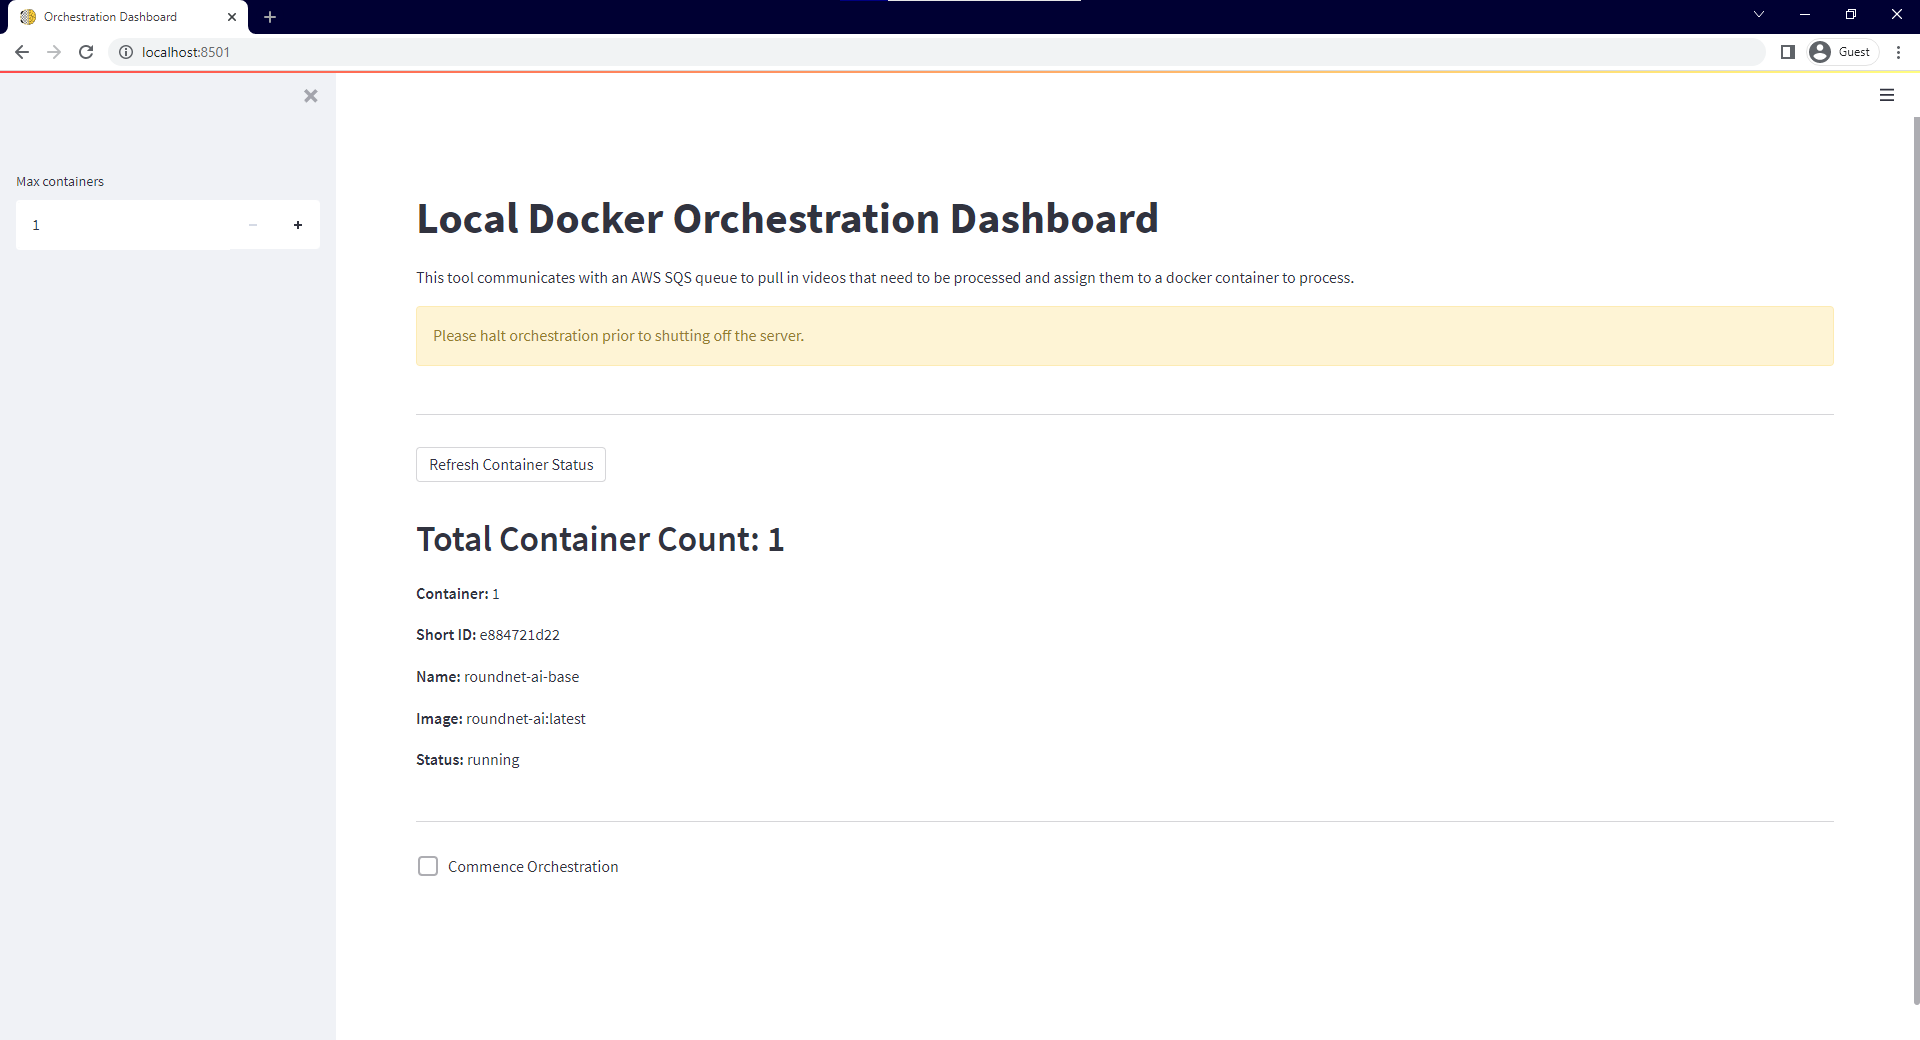 Orchestration Dashboard
localhost:8501
Guest
Max containers
1
Local Docker Orchestration Dashboard
This tool communicates with an AWS SQS queue to pull in videos that need to be processed and assign them to a docker container to process.
Please halt orchestration prior to shutting off the server.
Refresh Container Status
Total Container Count: 1
Container: 1
Short ID: e884721d22
Name: roundnet-ai-base
Image: roundnet-ai:latest
Status: running
Commence Orchestration